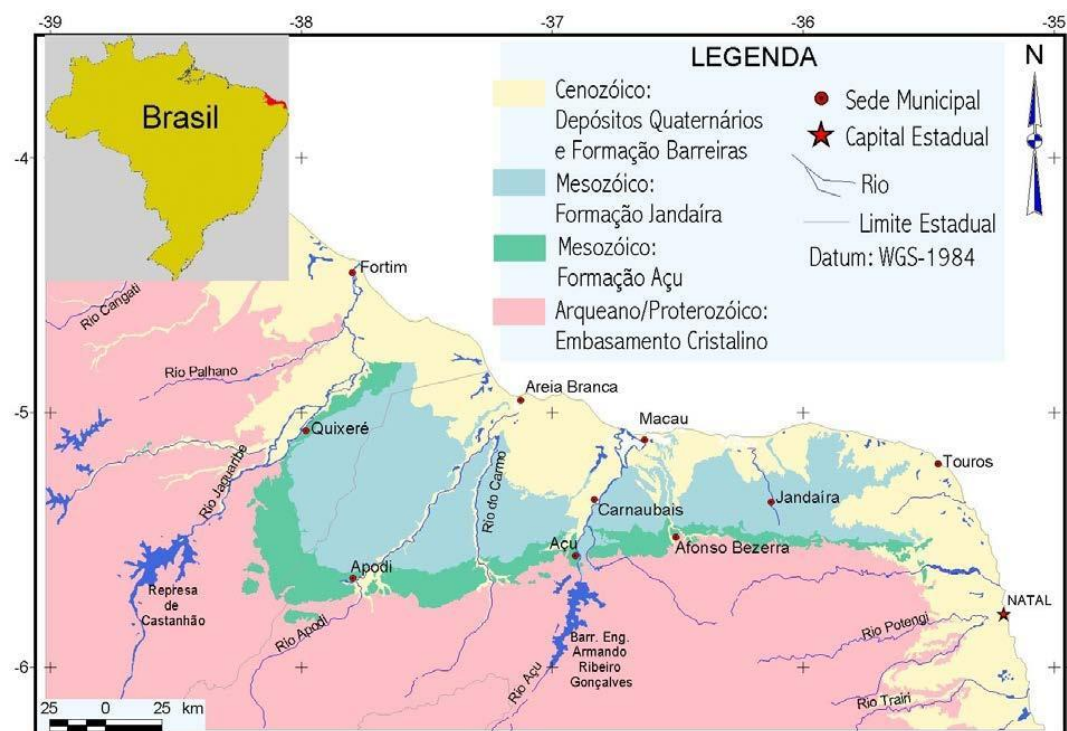 -39
-38
-37
-36
-35
Brasil
LEGENDA
N
Cenozóico:
Depósitos Quaternários
e Formação Barreiras
Mesozóico:
Formação Jandaíra
Mesozóico:
Formação Açu
Arqueano/Proterozóico:
Embasamento Cristalino
Sede Municipal
Capital Estadual
Rio
Limite Estadual
Datum: WGS-1984
-4
-5
-6
Fortim
Rio Cangati
Rio Palhano
Areia Branca
Macau
Quixeré
Touros
Rio Jaguaribe
Rio do Carmo
Carnaubais
Jandaíra
Açu
Afonso Bezerra
Apodi
Represa
de
Castanhão
NATAL
Rio Apodi
Rio Potengi
Barr. Eng.
Armando
Ribeiro
Gonçalves
Rio Açu
Rio Trairi
25 0 25 km